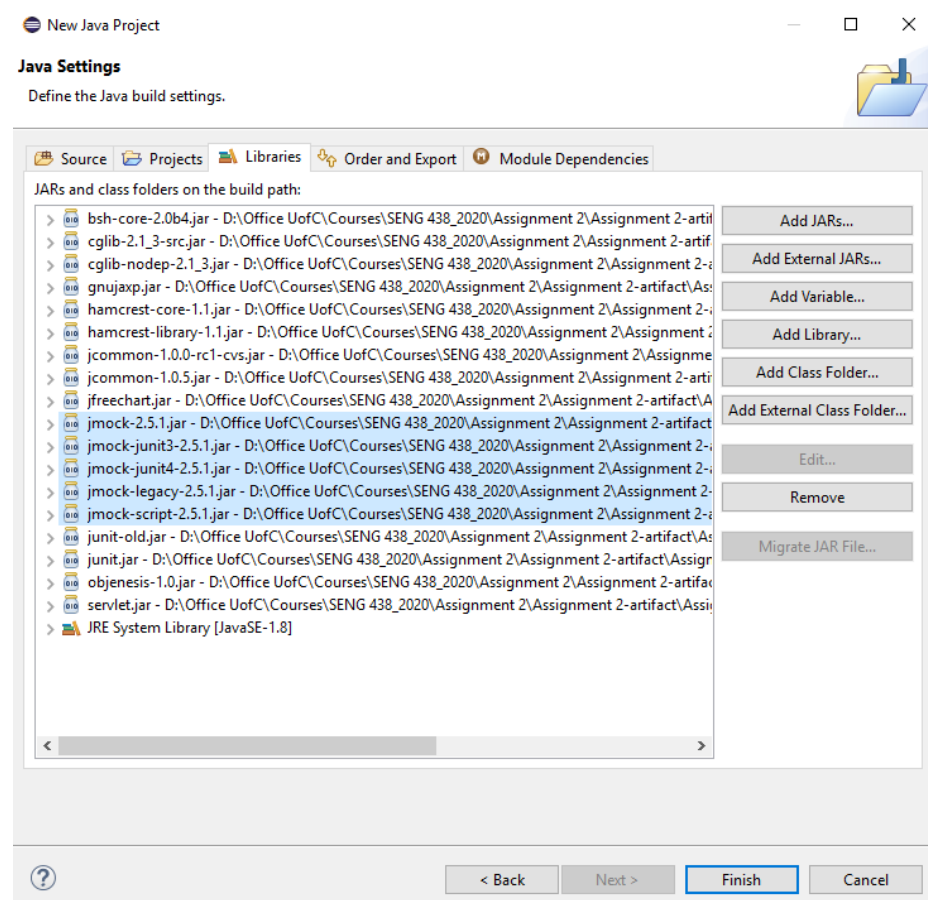 New Java Project
Java Settings
Define the Java build settings.
Source Projects Libraries Order and Export Module Dependencies
JARs and class folders on the build path:
bsh-core-2.0b4.jar - D:\Office UofC\Courses\SENG 438_2020\Assignment 2\Assignment 2-artif
cglib-2.1_3-src.jar - D:\Office UofC\Courses\SENG 438_2020\Assignment 2\Assignment 2-artif
cglib-nodep-2.1_3.jar - D:\Office UofC\Courses\SENG 438_2020\Assignment 2\Assignment 2-a
gnujaxp.jar - D:\Office UofC\Courses\SENG 438_2020\Assignment 2\Assignment 2-artifact\As
hamcrest-core-1.1.jar - D:\Office UofC\Courses\SENG 438_2020\Assignment 2\Assignment 2-a
hamcrest-library-1.1.jar - D:\Office UofC\Courses\SENG 438_2020\Assignment 2\Assignment 2
jcommon-1.0.0-rc1-cvs.jar - D:\Office UofC\Courses\SENG 438_2020\Assignment 2\Assignme
jcommon-1.0.5.jar - D:\Office UofC\Courses\SENG 438_2020\Assignment 2\Assignment 2-arti
jfreechart.jar - D:\Office UofC\Courses\SENG 438_2020\Assignment 2\Assignment 2-artifact\A
jmock-2.5.1.jar - D:\Office UofC\Courses\SENG 438_2020\Assignment 2\Assignment 2-artifact
jmock-junit3-2.5.1.jar - D:\Office UofC\Courses\SENG 438_2020\Assignment 2\Assignment 2-a
jmock-junit4-2.5.1.jar - D:\Office UofC\Courses\SENG 438_2020\Assignment 2\Assignment 2-a
jmock-legacy-2.5.1.jar - D:\Office UofC\Courses\SENG 438_2020\Assignment 2\Assignment 2-
jmock-script-2.5.1.jar - D:\Office UofC\Courses\SENG 438_2020\Assignment 2\Assignment 2-a
junit-old.jar - D:\Office UofC\Courses\SENG 438_2020\Assignment 2\Assignment 2-artifact\As
junit.jar - D:\Office UofC\Courses\SENG 438_2020\Assignment 2\Assignment 2-artifact\Assigr
objenesis-1.0.jar - D:\Office UofC\Courses\SENG 438_2020\Assignment 2\Assignment 2-artifac
servlet.jar - D:\Office UofC\Courses\SENG 438_2020\Assignment 2\Assignment 2-artifact\Assi
JRE System Library [JavaSE-1.8]
Add JARs...
Add External JARs...
Add Variable...
Add Library...
Add Class Folder...
Add External Class Folder...
Edit...
Remove
Migrate JAR File...
< Back Next > Finish Cancel